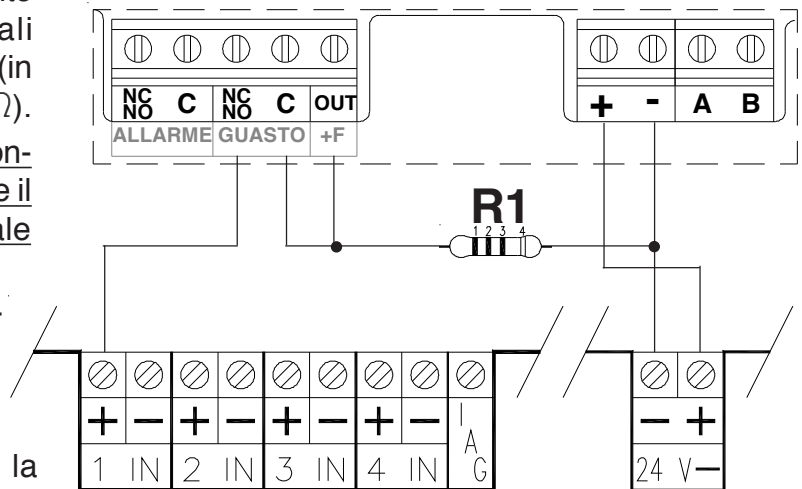 ali
(in
Ω).
on-
e il
ale
.
la
NC NO C NC NO C OUT + - A B
ALLARME GUASTO +F
R1
1 2 3 4
+ − + − + − + − I A G − +
1 IN 2 IN 3 IN 4 IN 24 V⎓